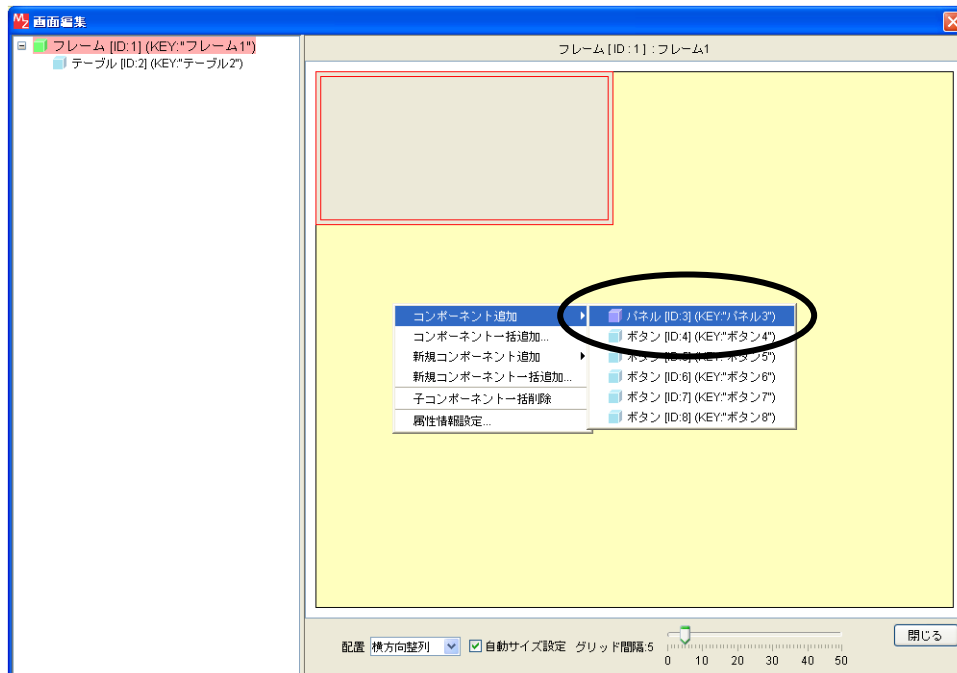 画面編集
フレーム [ID:1] (KEY:"フレーム1")
テーブル [ID:2] (KEY:"テーブル2")
フレーム [ID : 1] : フレーム1
コンポーネント追加
コンポーネント一括追加...
新規コンポーネント追加
新規コンポーネント一括追加...
子コンポーネント一括削除
属性情報設定...
パネル [ID:3] (KEY:"パネル3")
ボタン [ID:4] (KEY:"ボタン4")
ボタン [ID:5] (KEY:"ボタン5")
ボタン [ID:6] (KEY:"ボタン6")
ボタン [ID:7] (KEY:"ボタン7")
ボタン [ID:8] (KEY:"ボタン8")
配置 横方向整列 自動サイズ設定 グリッド間隔:5
0 10 20 30 40 50
閉じる